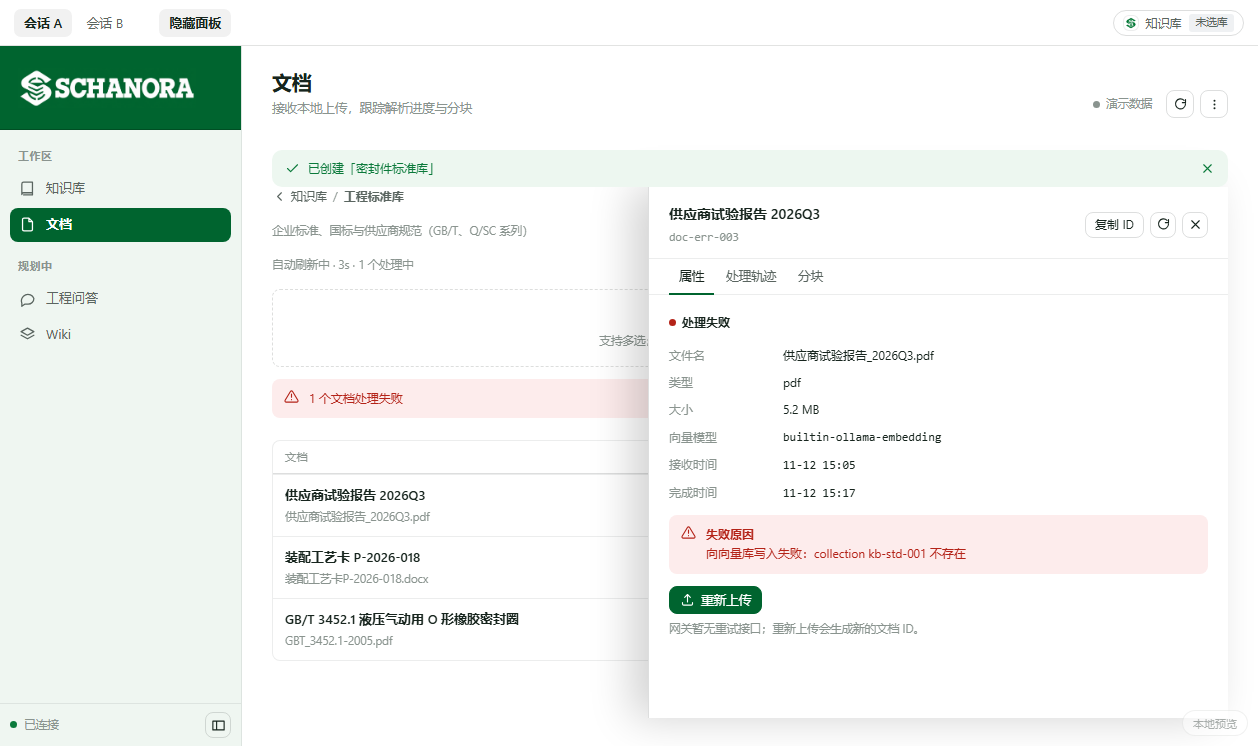 会话 A
会话 B
隐藏面板
知识库
未选库
SCHANORA
工作区
知识库
文档
规划中
工程问答
Wiki
已连接
文档
接收本地上传，跟踪解析进度与分块
演示数据
已创建「密封件标准库」
知识库 / 工程标准库
企业标准、国标与供应商规范（GB/T、Q/SC 系列）
自动刷新中 · 3s · 1 个处理中
支持多选
1 个文档处理失败
文档
供应商试验报告 2026Q3
供应商试验报告_2026Q3.pdf
装配工艺卡 P-2026-018
装配工艺卡P-2026-018.docx
GB/T 3452.1 液压气动用 O 形橡胶密封圈
GBT_3452.1-2005.pdf
供应商试验报告 2026Q3
doc-err-003
复制 ID
属性
处理轨迹
分块
处理失败
文件名 供应商试验报告_2026Q3.pdf
类型 pdf
大小 5.2 MB
向量模型 builtin-ollama-embedding
接收时间 11-12 15:05
完成时间 11-12 15:17
失败原因
向向量库写入失败：collection kb-std-001 不存在
重新上传
网关暂无重试接口；重新上传会生成新的文档 ID。
本地预览